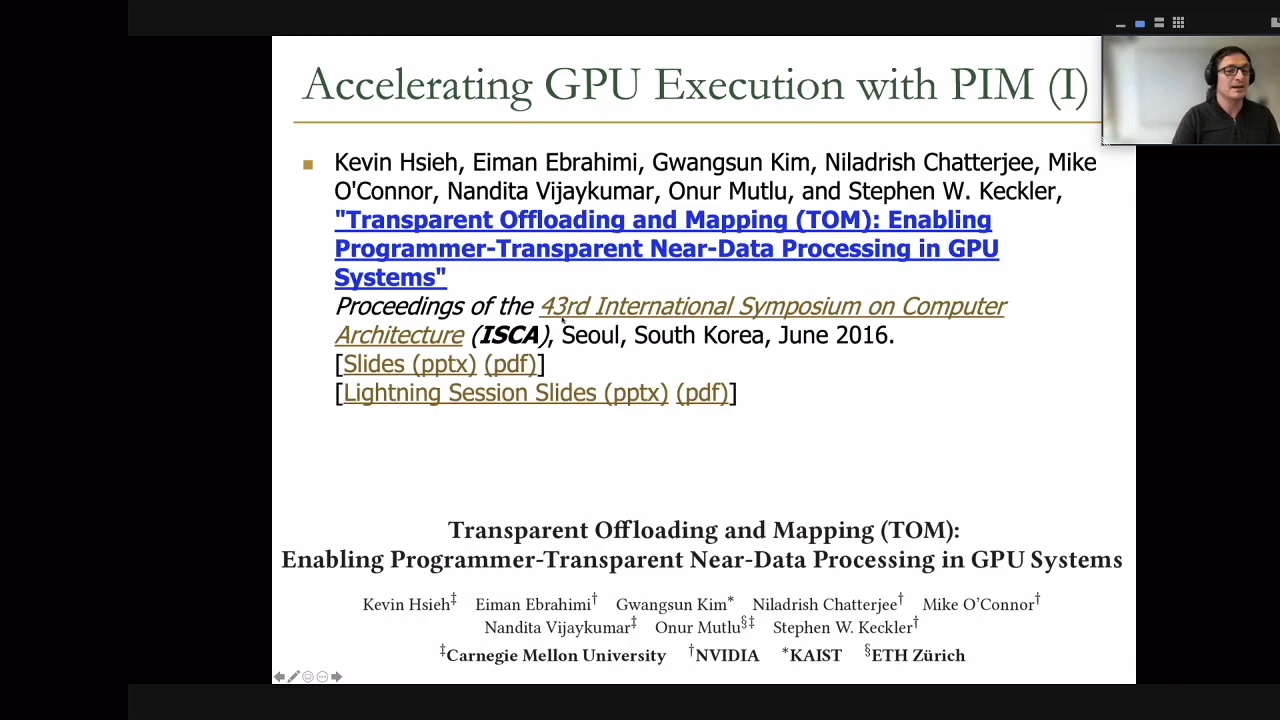 Accelerating GPU Execution with PIM (I)
Kevin Hsieh, Eiman Ebrahimi, Gwangsun Kim, Niladrish Chatterjee, Mike
O'Connor, Nandita Vijaykumar, Onur Mutlu, and Stephen W. Keckler,
"Transparent Offloading and Mapping (TOM): Enabling
Programmer-Transparent Near-Data Processing in GPU
Systems"
Proceedings of the 43rd International Symposium on Computer
Architecture (ISCA), Seoul, South Korea, June 2016.
[Slides (pptx) (pdf)]
[Lightning Session Slides (pptx) (pdf)]
Transparent Offloading and Mapping (TOM):
Enabling Programmer-Transparent Near-Data Processing in GPU Systems
Kevin Hsieh‡ Eiman Ebrahimi† Gwangsun Kim* Niladrish Chatterjee† Mike O’Connor†
Nandita Vijaykumar‡ Onur Mutlu§‡ Stephen W. Keckler†
‡Carnegie Mellon University †NVIDIA *KAIST §ETH Zürich